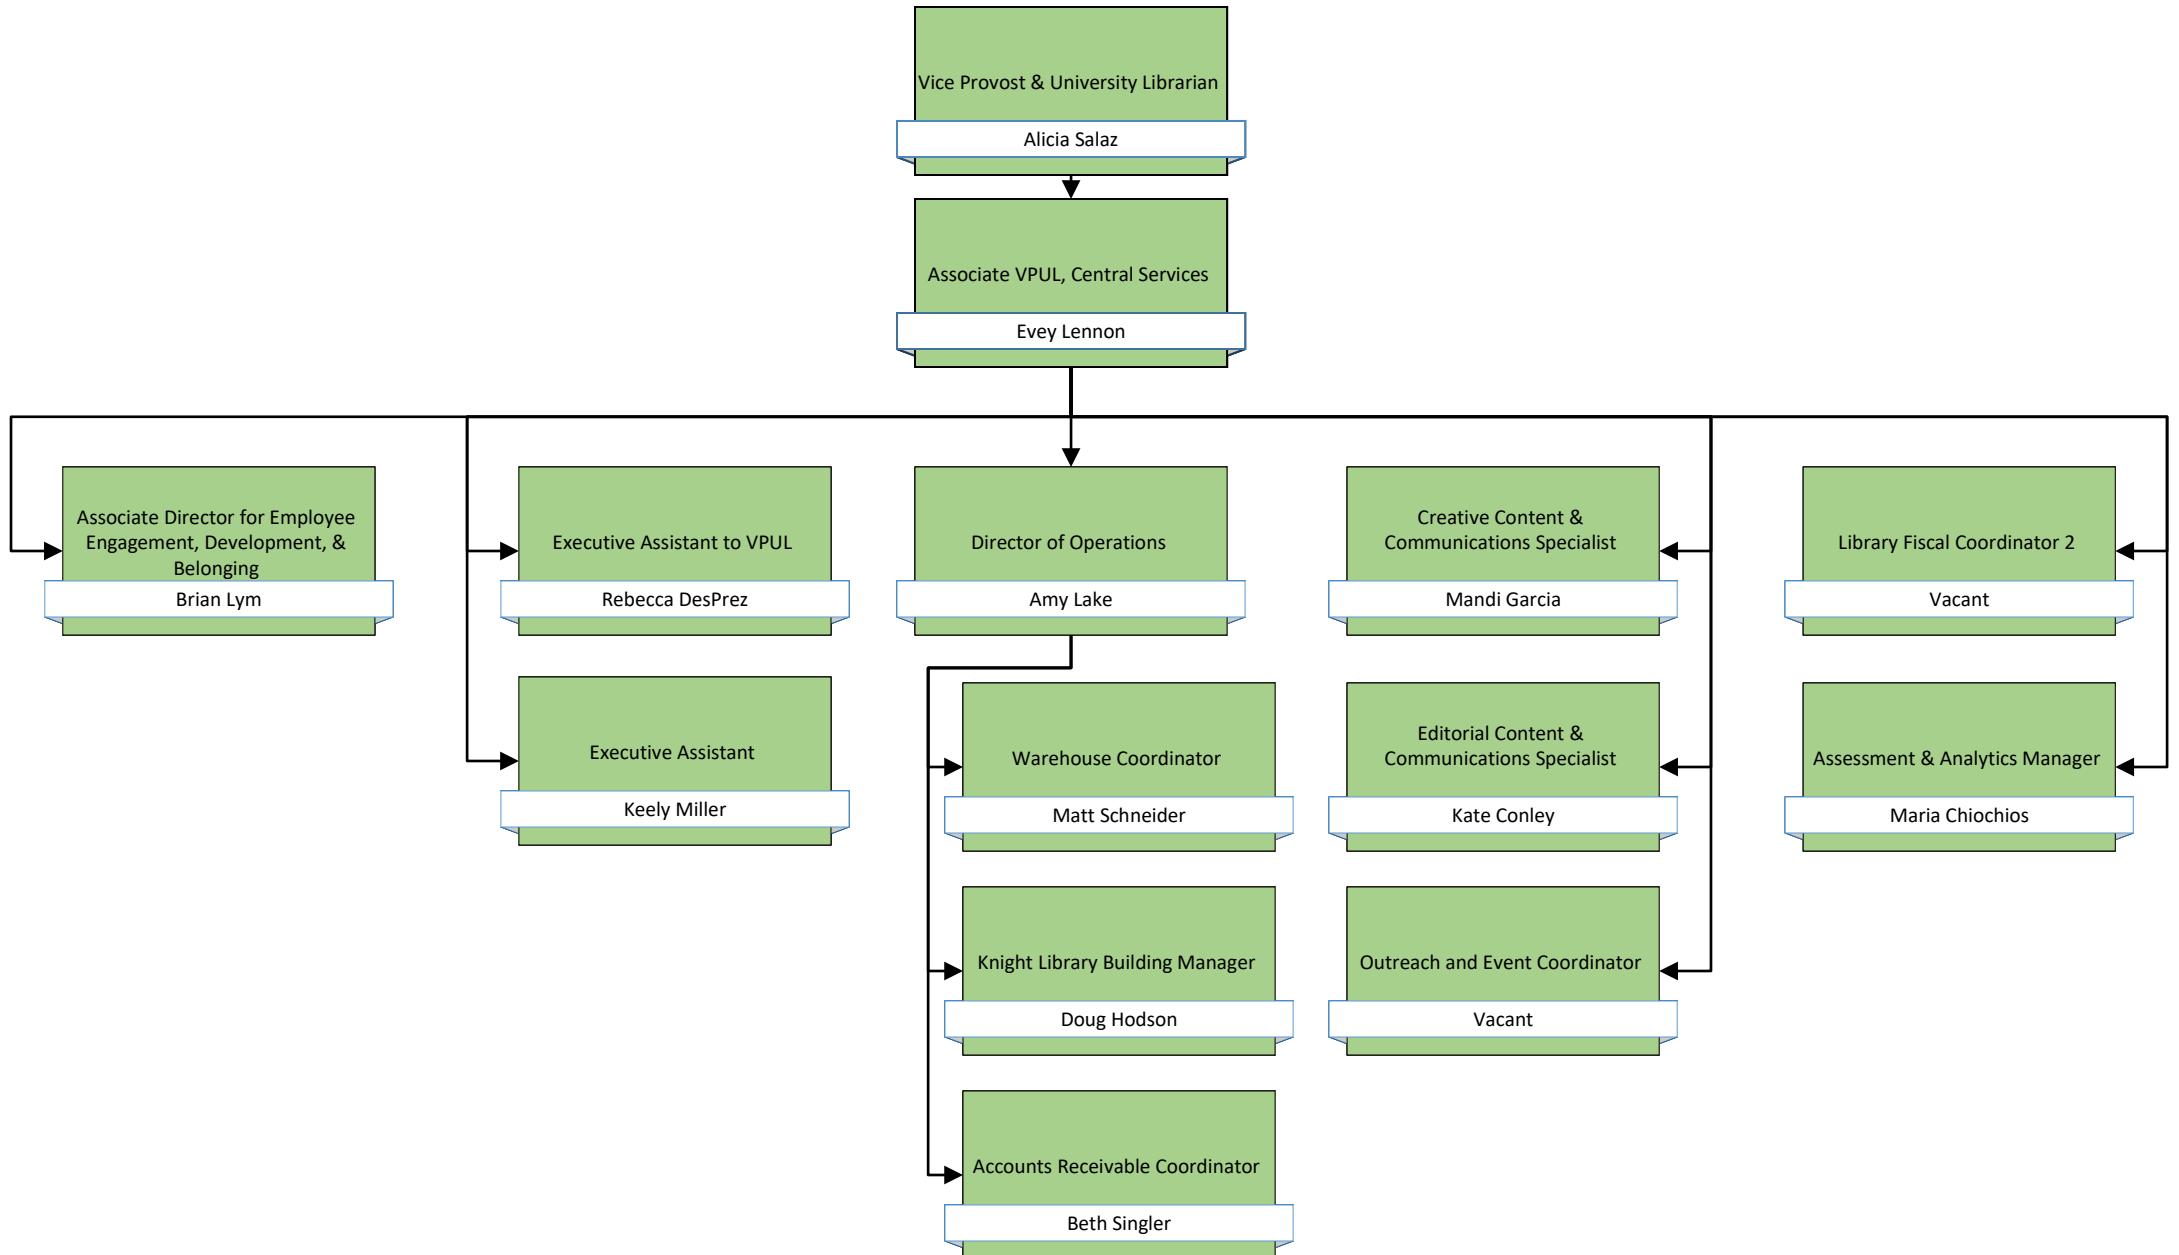 Vice Provost & University Librarian
Alicia Salaz
Associate VPUL, Central Services
Evey Lennon
Associate Director for Employee
Engagement, Development, &
Belonging
Brian Lym
Executive Assistant to VPUL
Rebecca DesPrez
Director of Operations
Amy Lake
Creative Content &
Communications Specialist
Mandi Garcia
Library Fiscal Coordinator 2
Vacant
Executive Assistant
Keely Miller
Warehouse Coordinator
Matt Schneider
Editorial Content &
Communications Specialist
Kate Conley
Assessment & Analytics Manager
Maria Chiochios
Knight Library Building Manager
Doug Hodson
Outreach and Event Coordinator
Vacant
Accounts Receivable Coordinator
Beth Singler